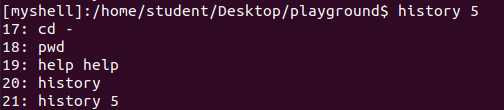 [myshell]:/home/student/Desktop/playground$ history 5
17: cd -
18: pwd
19: help help
20: history
21: history 5